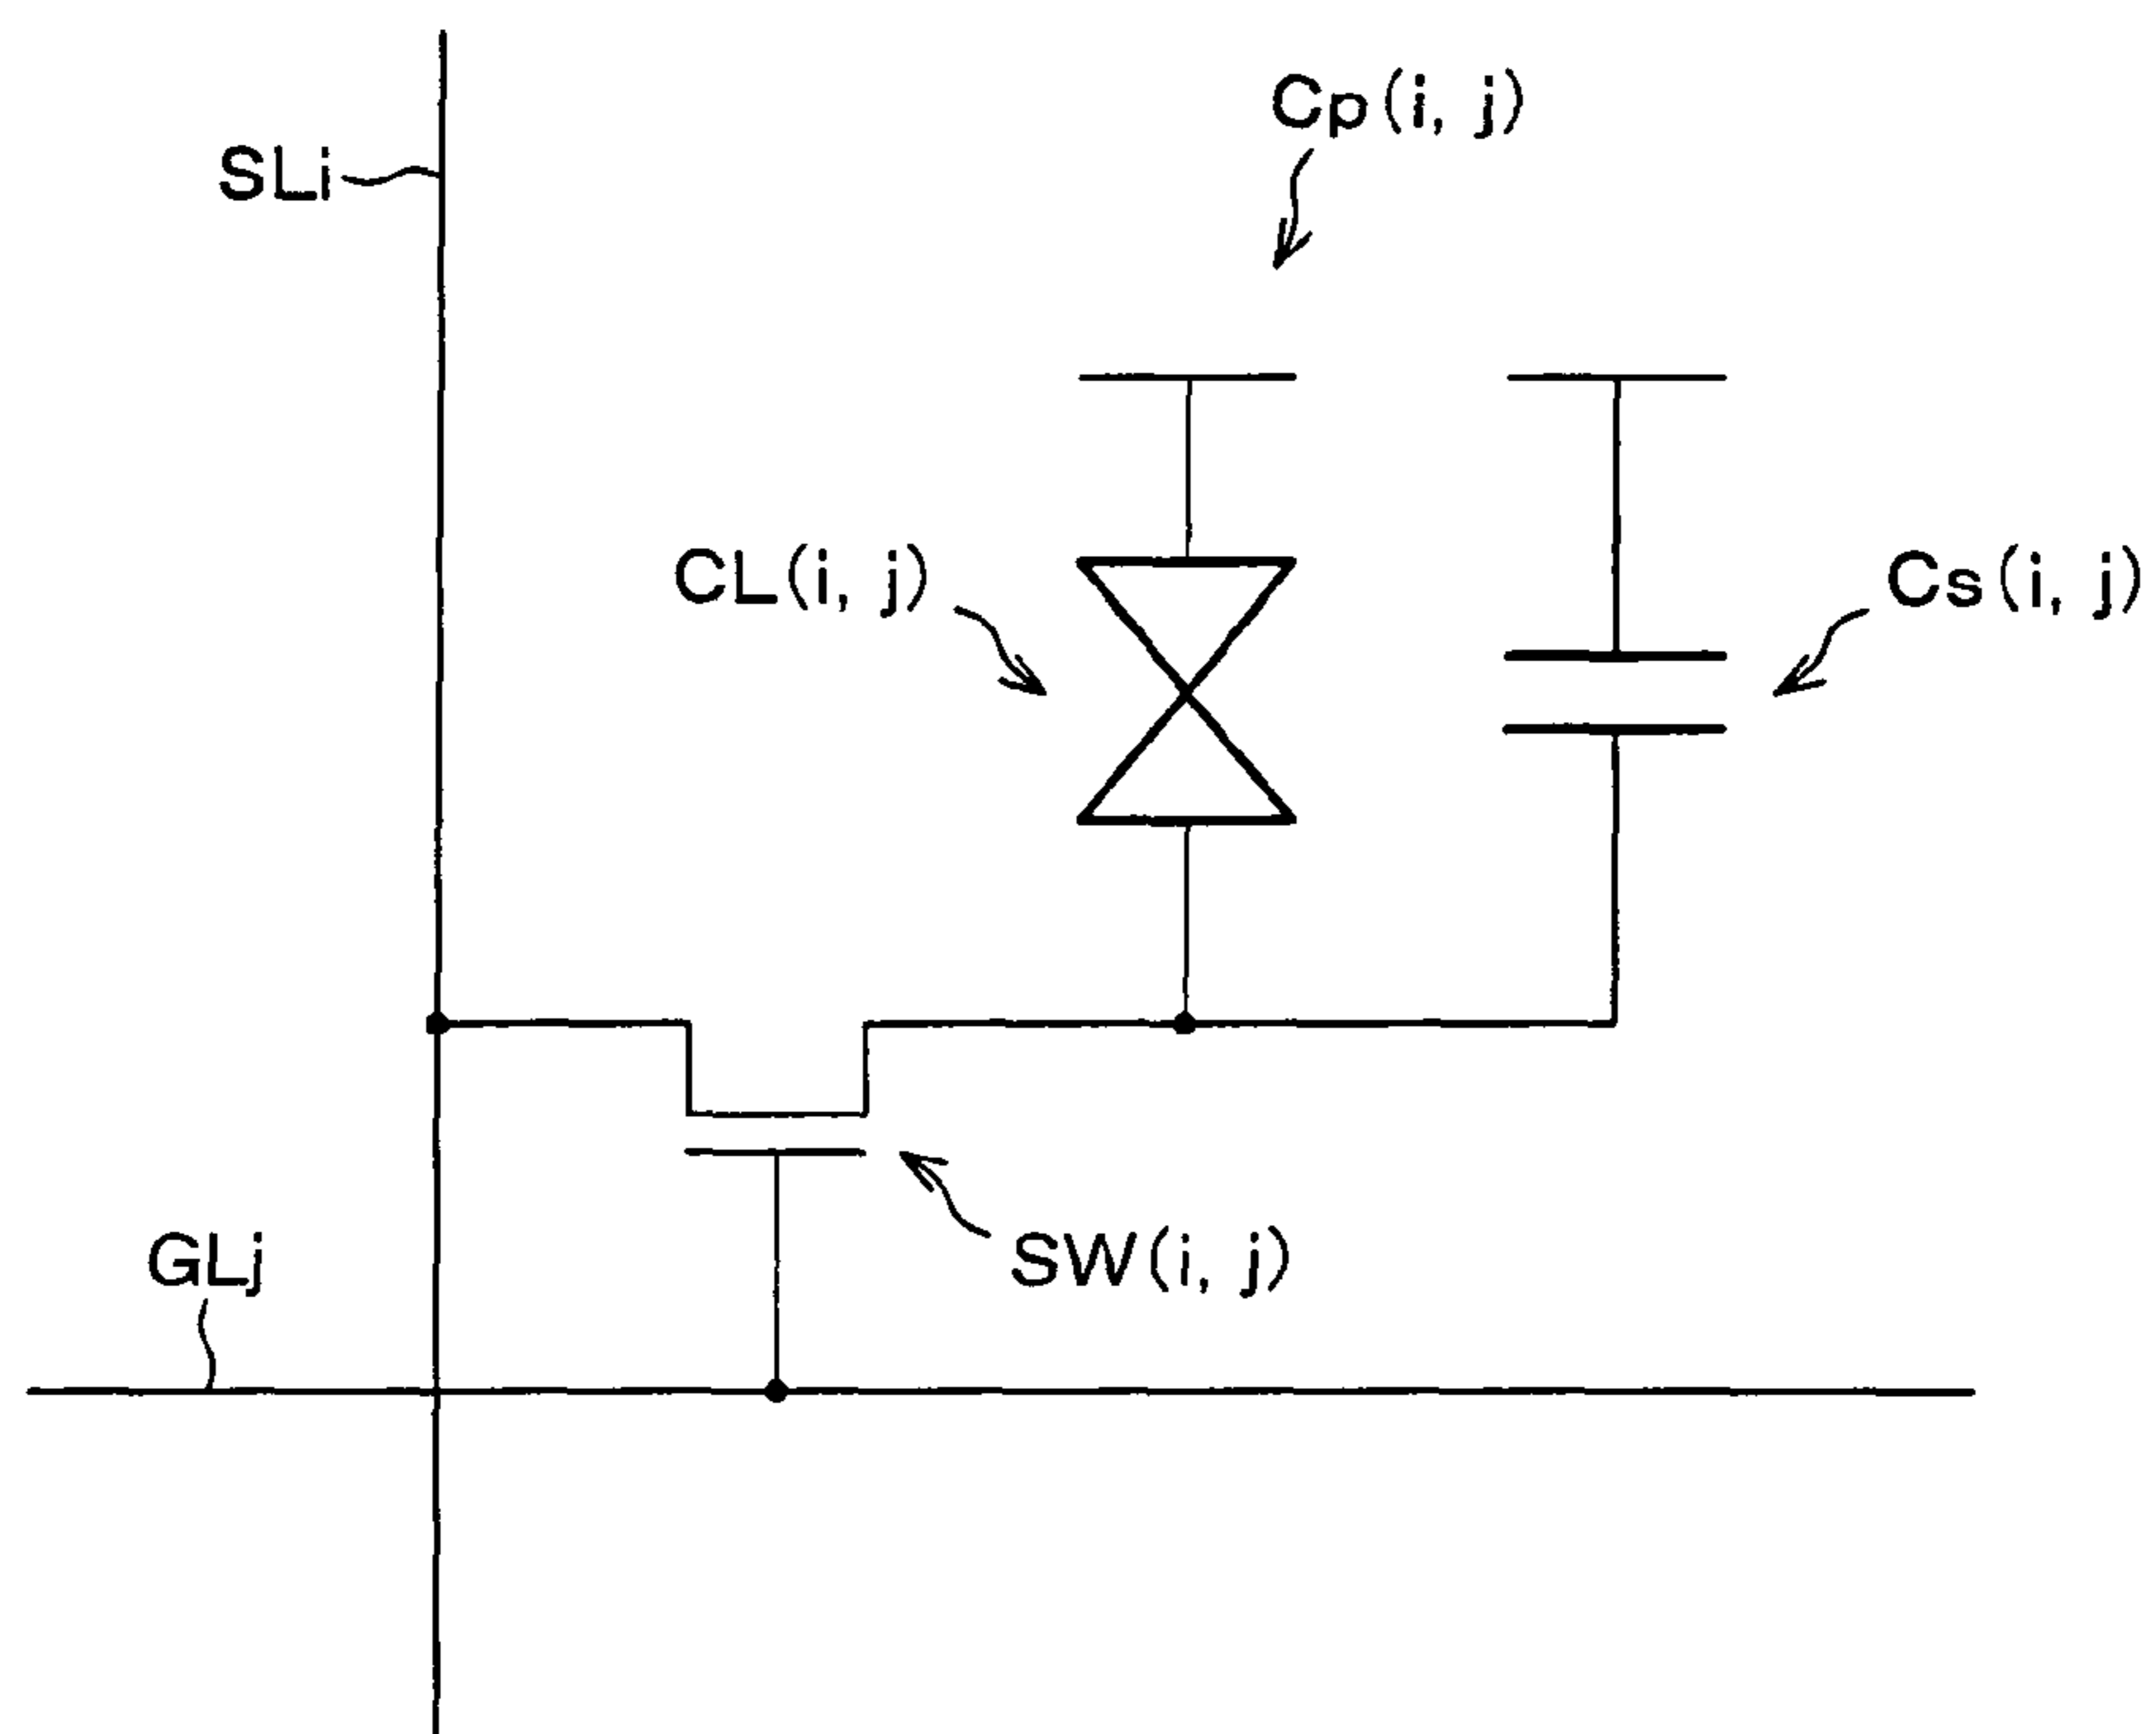 Cp(i, j)
SLi
CL(i, j)
Cs(i, j)
SW(i, j)
GLj